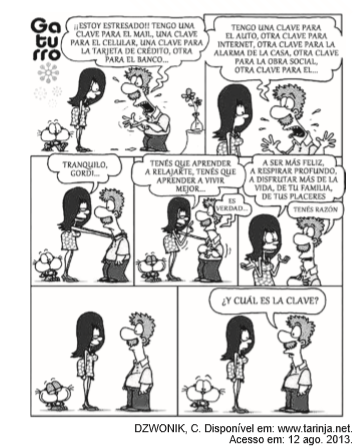 Ga
tu
rro
¡¡ESTOY ESTRESADO!! TENGO UNA
CLAVE PARA EL MAIL, UNA CLAVE
PARA EL CELULAR, UNA CLAVE PARA
LA TARJETA DE CRÉDITO, OTRA
PARA EL BANCO...
TENGO UNA CLAVE PARA
EL AUTO, OTRA CLAVE PARA
INTERNET, OTRA CLAVE PARA LA
ALARMA DE LA CASA, OTRA CLAVE
PARA LA OBRA SOCIAL,
OTRA CLAVE PARA EL...
TRANQUILO,
GORDI...
TENÉS QUE APRENDER
A RELAJARTE, TENÉS QUE
APRENDER A VIVIR
MEJOR...
ES
VERDAD...
A SER MÁS FELIZ,
A RESPIRAR PROFUNDO,
A DISFRUTAR MÁS DE LA
VIDA, DE TU FAMILIA,
DE TUS PLACERES
TENÉS RAZÓN
¿Y CUÁL ES LA CLAVE?
DZWONIK, C. Disponível em: www.tarinja.net.
Acesso em: 12 ago. 2013.